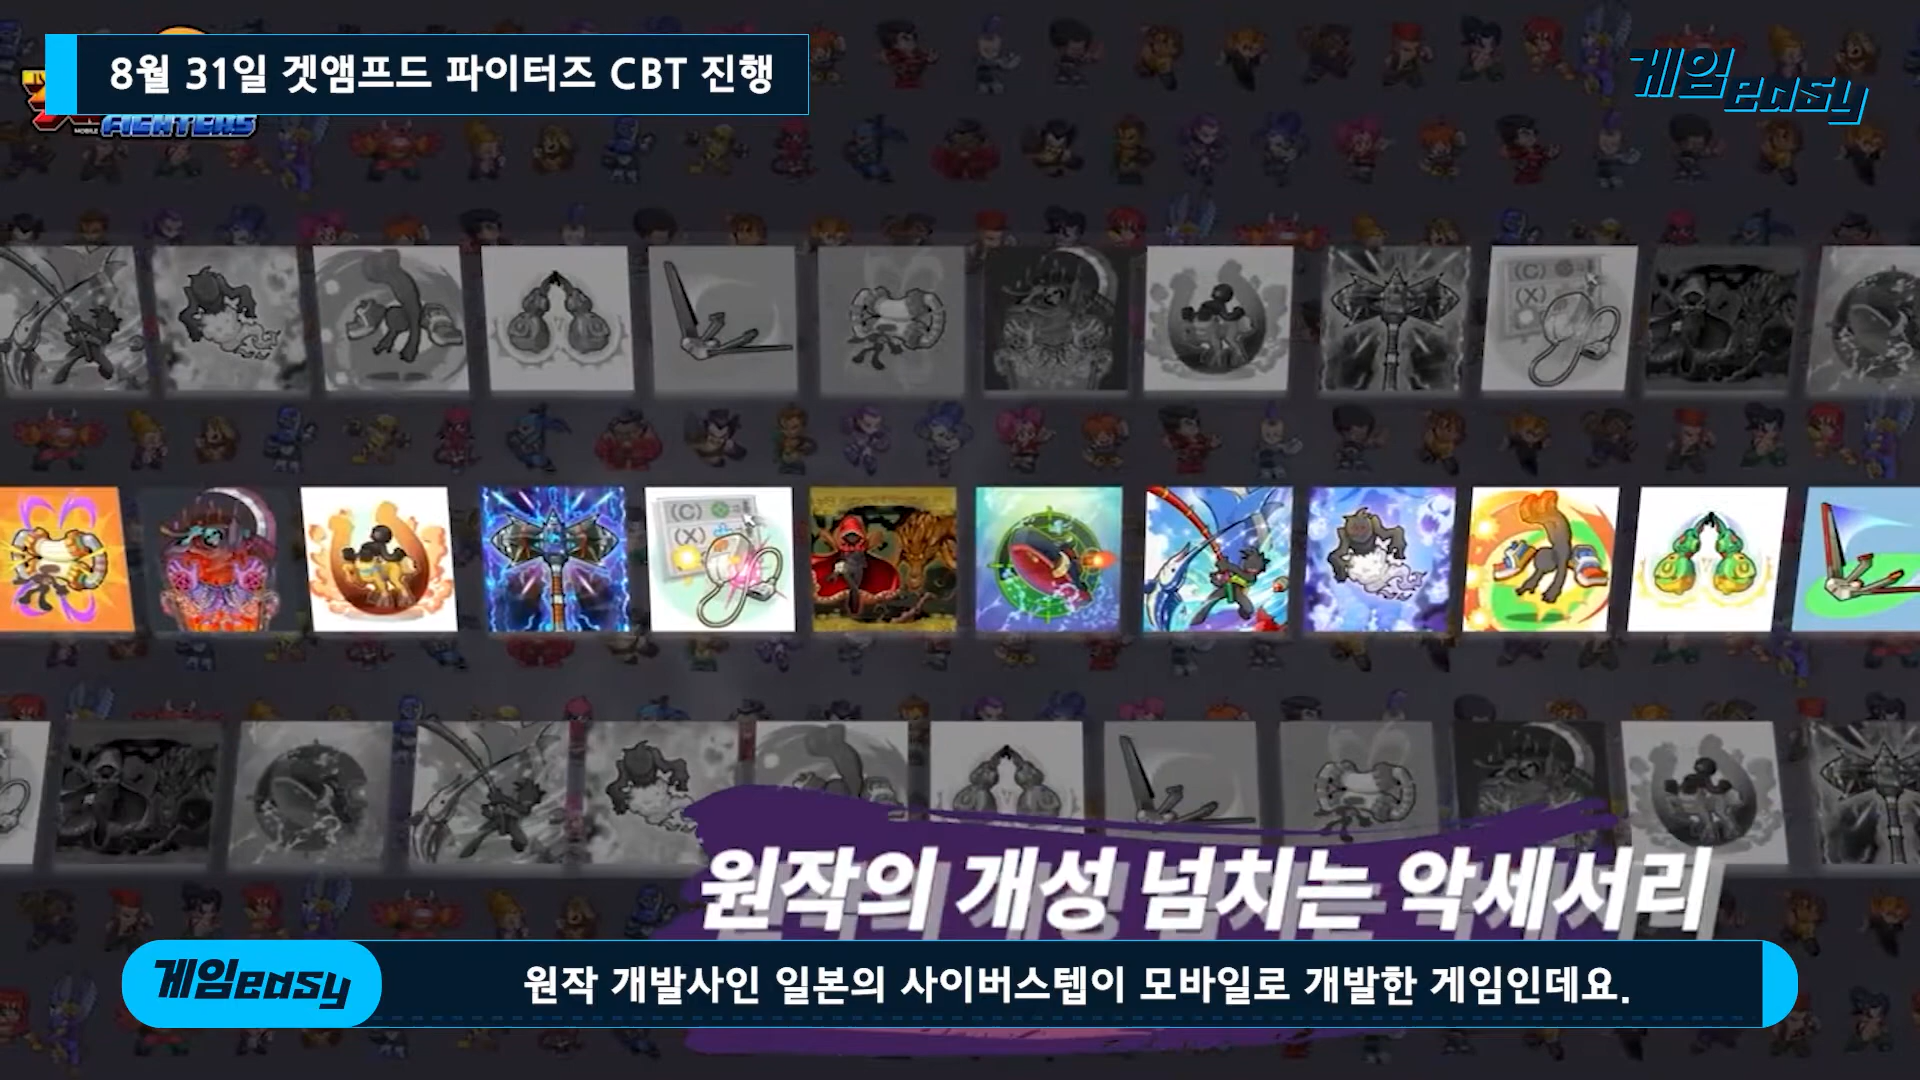 8월 31일 겟앰프드 파이터즈 CBT 진행
게임easy
MOBILE
FIGHTERS
(C)
(X)
(C)
(X)
원작의 개성 넘치는 악세서리
게임easy
원작 개발사인 일본의 사이버스텝이 모바일로 개발한 게임인데요.